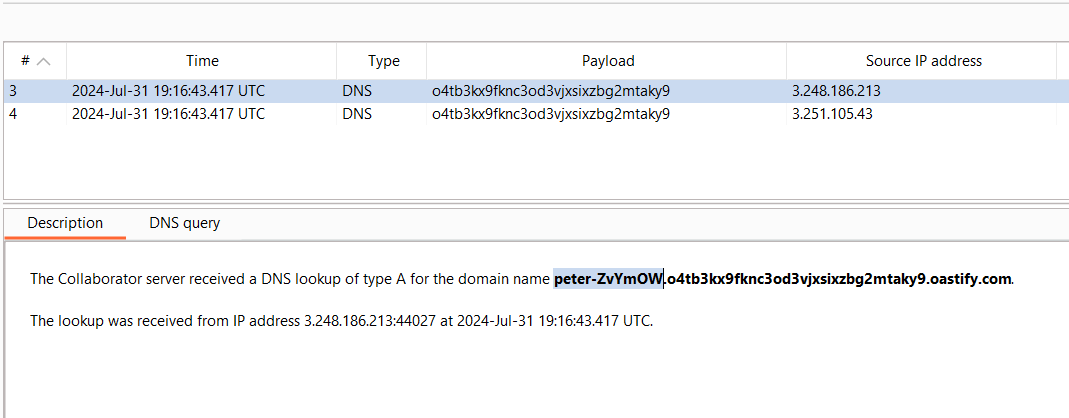 # Time Type Payload Source IP address
3 2024-Jul-31 19:16:43.417 UTC DNS o4tb3kx9fknc3od3vjxsixzbg2mtaky9 3.248.186.213
4 2024-Jul-31 19:16:43.417 UTC DNS o4tb3kx9fknc3od3vjxsixzbg2mtaky9 3.251.105.43
Description DNS query
The Collaborator server received a DNS lookup of type A for the domain name peter-ZvYmOW.o4tb3kx9fknc3od3vjxsixzbg2mtaky9.oastify.com.
The lookup was received from IP address 3.248.186.213:44027 at 2024-Jul-31 19:16:43.417 UTC.